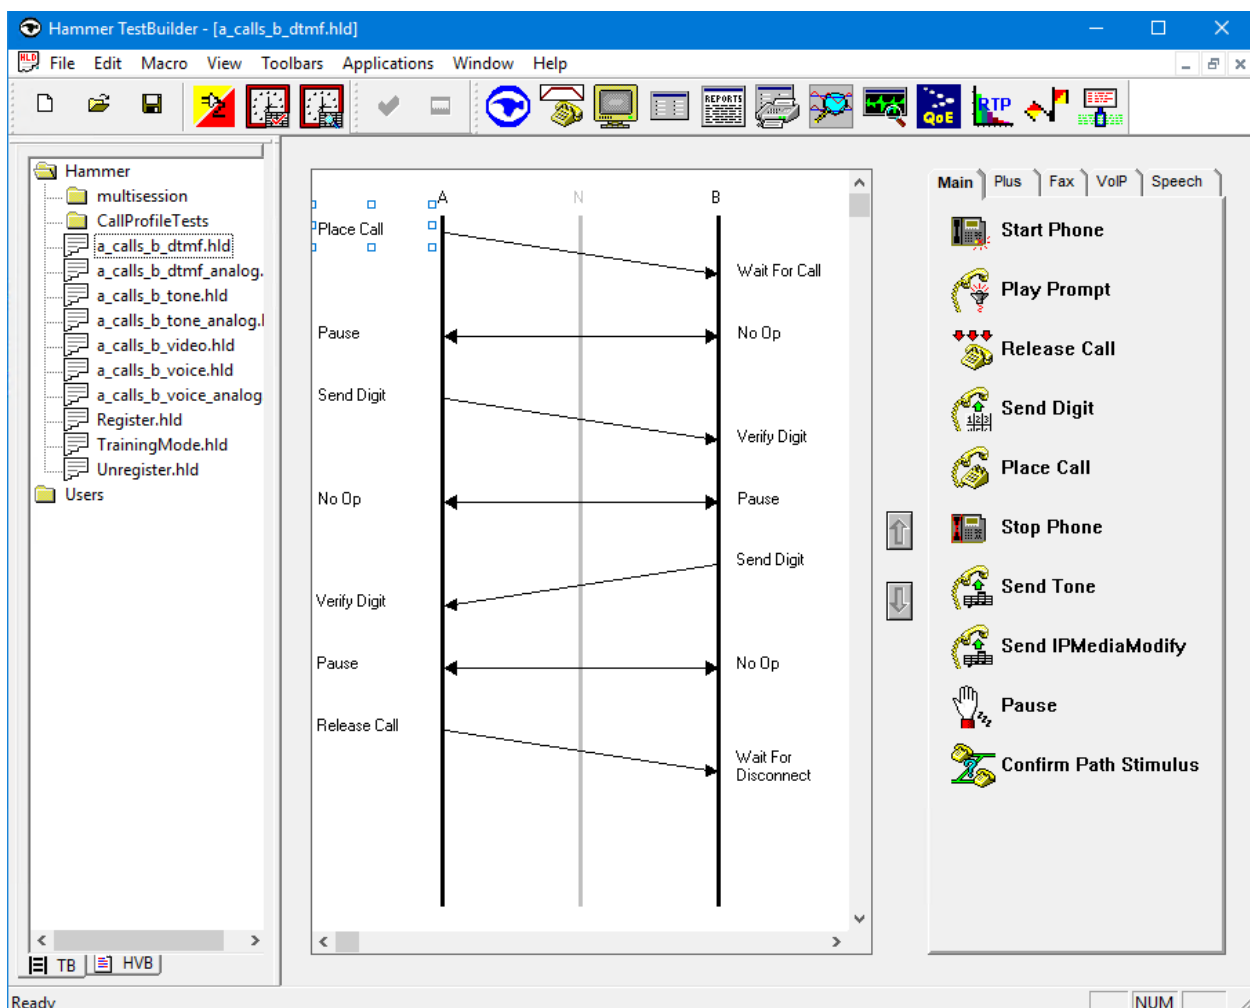 Hammer TestBuilder - [a_calls_b_dtmf.hld]
HLD File Edit Macro View Toolbars Applications Window Help
REPORTS QoE RTP
Hammer
multisession
CallProfileTests
a_calls_b_dtmf.hld
a_calls_b_dtmf_analog.
a_calls_b_tone.hld
a_calls_b_tone_analog.l
a_calls_b_video.hld
a_calls_b_voice.hld
a_calls_b_voice_analog
Register.hld
TrainingMode.hld
Unregister.hld
Users
TB HVB
A N B
Place Call
Wait For Call
Pause No Op
Send Digit
Verify Digit
No Op Pause
Send Digit
Verify Digit
Pause No Op
Release Call
Wait For
Disconnect
Main Plus Fax VoIP Speech
Start Phone
Play Prompt
Release Call
Send Digit
Place Call
Stop Phone
Send Tone
Send IPMediaModify
Pause
Confirm Path Stimulus
Ready NUM